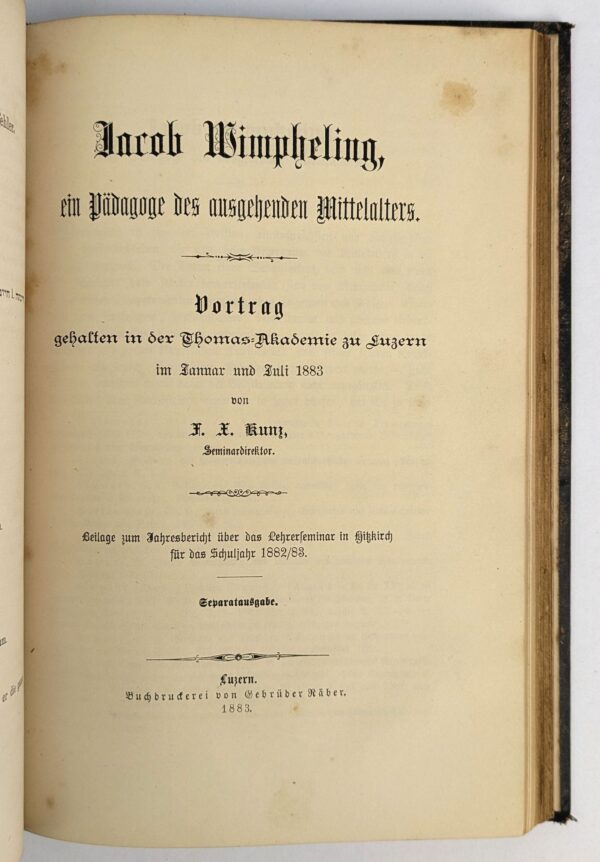 Jacob Wimpheling,
ein Pädagoge des ausgehenden Mittelalters.
Vortrag
gehalten in der Thomas-Akademie zu Luzern
im Januar und Juli 1883
von
F. X. Kunz,
Seminardirektor.
Beilage zum Jahresbericht über das Lehrerseminar in Hitzkirch
für das Schuljahr 1882/83.
Separatausgabe.
Luzern.
Buchdruckerei von Gebrüder Räber.
1883.